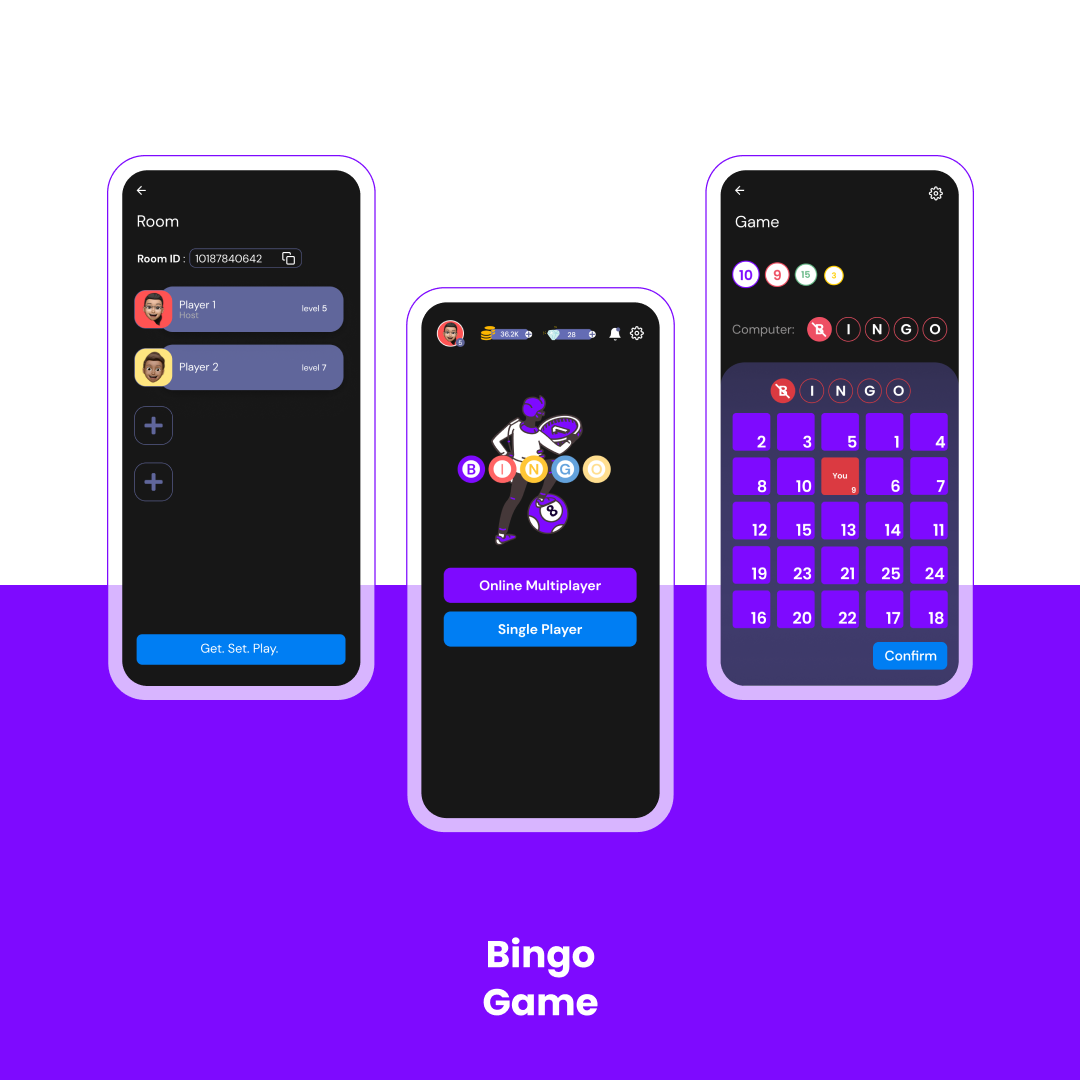 Room
Room ID : 10187840642
Player 1
Host
level 5
Player 2
level 7
Get. Set. Play.
5
36.2K
28
7
B I N G O
8
Online Multiplayer
Single Player
Game
10 9 15 3
Computer: B I N G O
B I N G O
2 3 5 1 4
8 10 You 9 6 7
12 15 13 14 11
19 23 21 25 24
16 20 22 17 18
Confirm
Bingo
Game